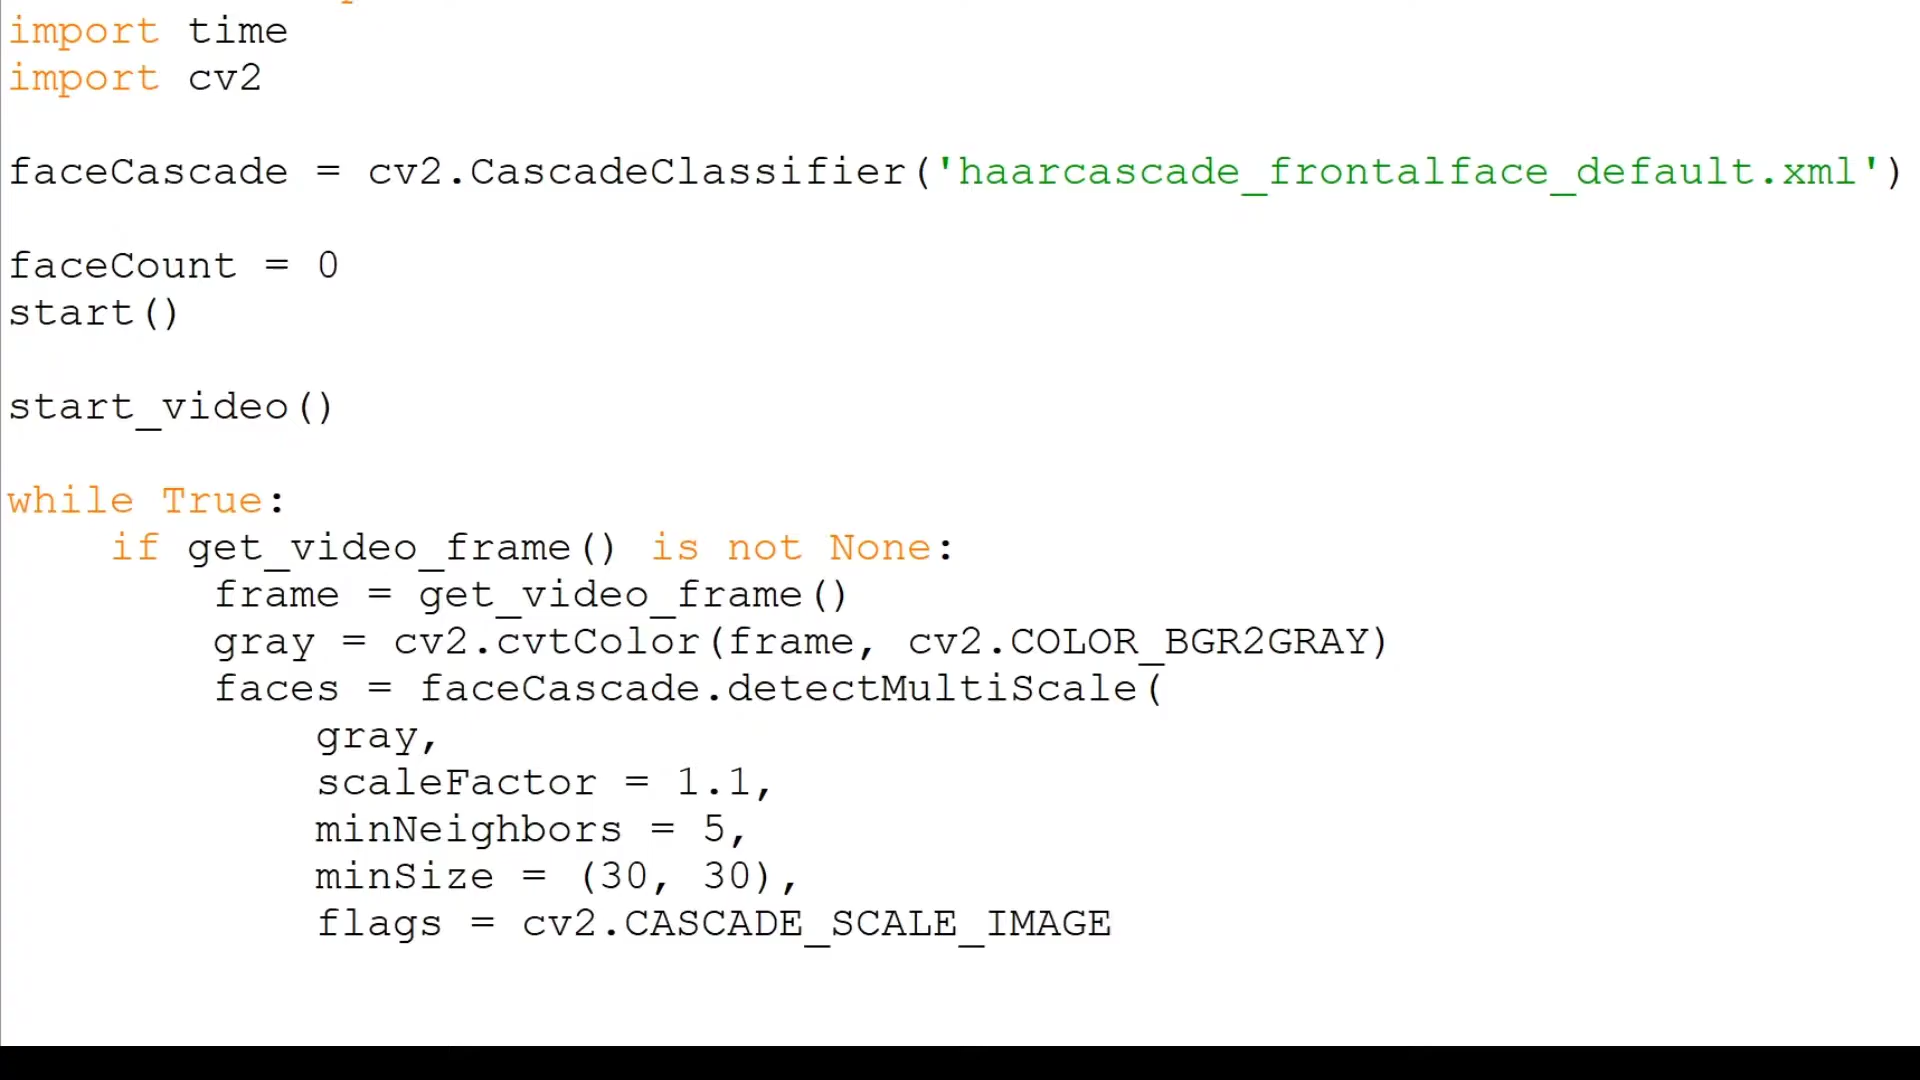 import time
import cv2
faceCascade = cv2.CascadeClassifier('haarcascade_frontalface_default.xml')
faceCount = 0
start()
start_video()
while True:
    if get_video_frame() is not None:
        frame = get_video_frame()
        gray = cv2.cvtColor(frame, cv2.COLOR_BGR2GRAY)
        faces = faceCascade.detectMultiScale(
            gray,
            scaleFactor = 1.1,
            minNeighbors = 5,
            minSize = (30, 30),
            flags = cv2.CASCADE_SCALE_IMAGE